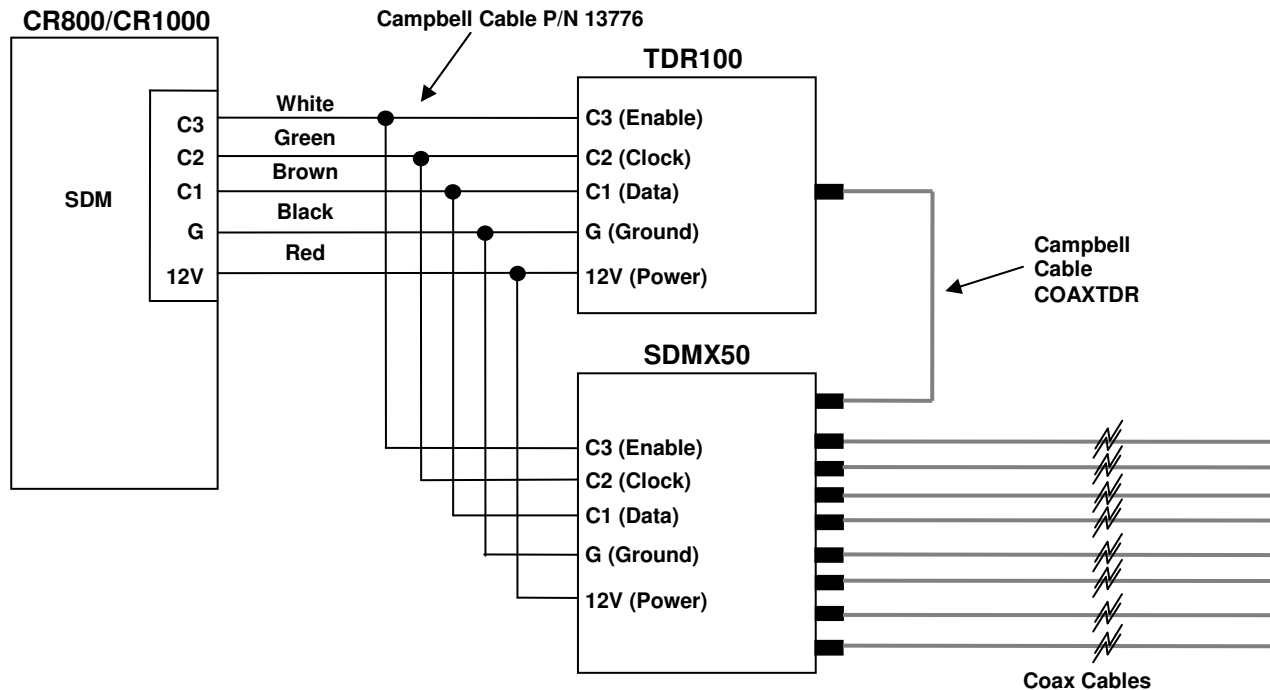 CR800/CR1000
Campbell Cable P/N 13776
TDR100
SDM
C3
C2
C1
G
12V
White
Green
Brown
Black
Red
C3 (Enable)
C2 (Clock)
C1 (Data)
G (Ground)
12V (Power)
Campbell
Cable
COAXTDR
SDMX50
C3 (Enable)
C2 (Clock)
C1 (Data)
G (Ground)
12V (Power)
Coax Cables